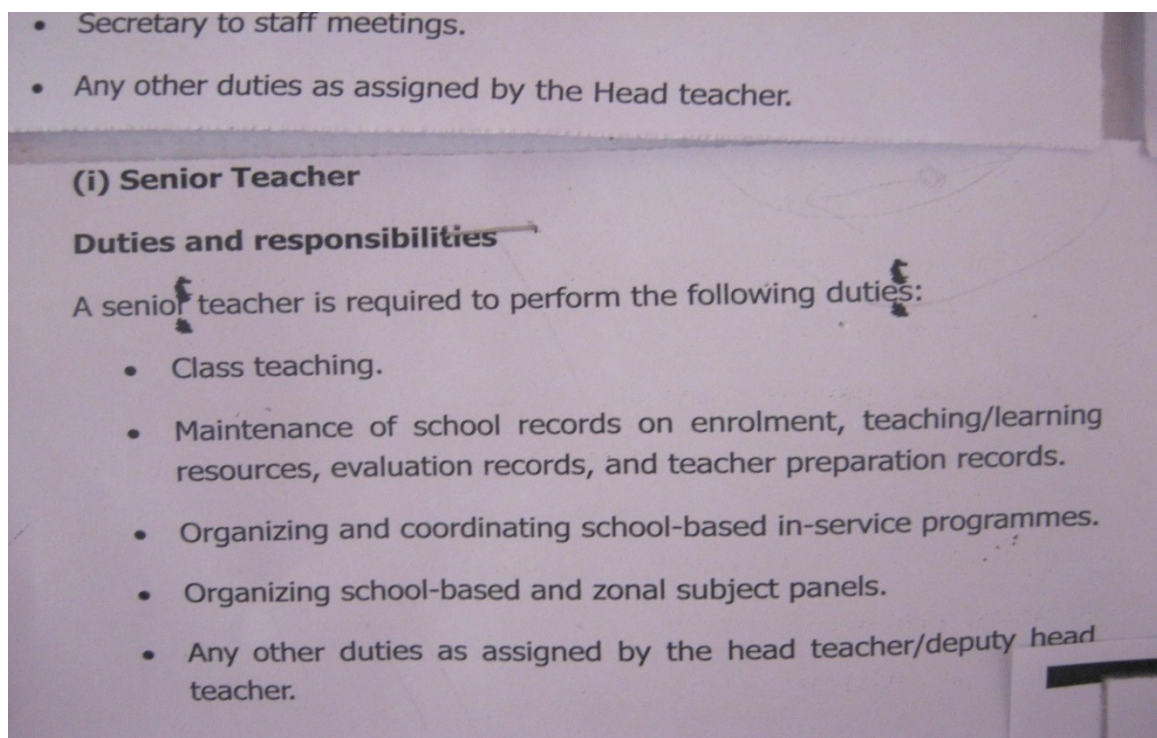 • Secretary to staff meetings.
• Any other duties as assigned by the Head teacher.
(i) Senior Teacher
Duties and responsibilities
A senior teacher is required to perform the following duties:
• Class teaching.
• Maintenance of school records on enrolment, teaching/learning
resources, evaluation records, and teacher preparation records.
• Organizing and coordinating school-based in-service programmes.
• Organizing school-based and zonal subject panels.
• Any other duties as assigned by the head teacher/deputy head
teacher.